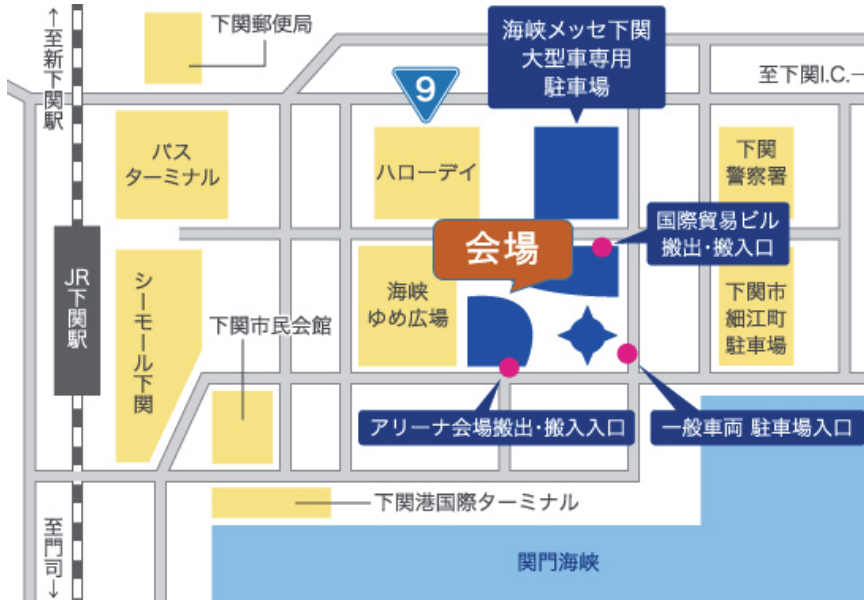 ↑至新下関駅
下関郵便局
海峡メッセ下関
大型車専用
駐車場
9
至下関I.C.→
バス
ターミナル
ハローデイ
下関
警察署
国際貿易ビル
搬出・搬入口
会場
JR下関駅
シーモール下関
下関市民会館
海峡
ゆめ広場
下関市
細江町
駐車場
アリーナ会場搬出・搬入入口
一般車両 駐車場入口
下関港国際ターミナル
至門司↓
関門海峡